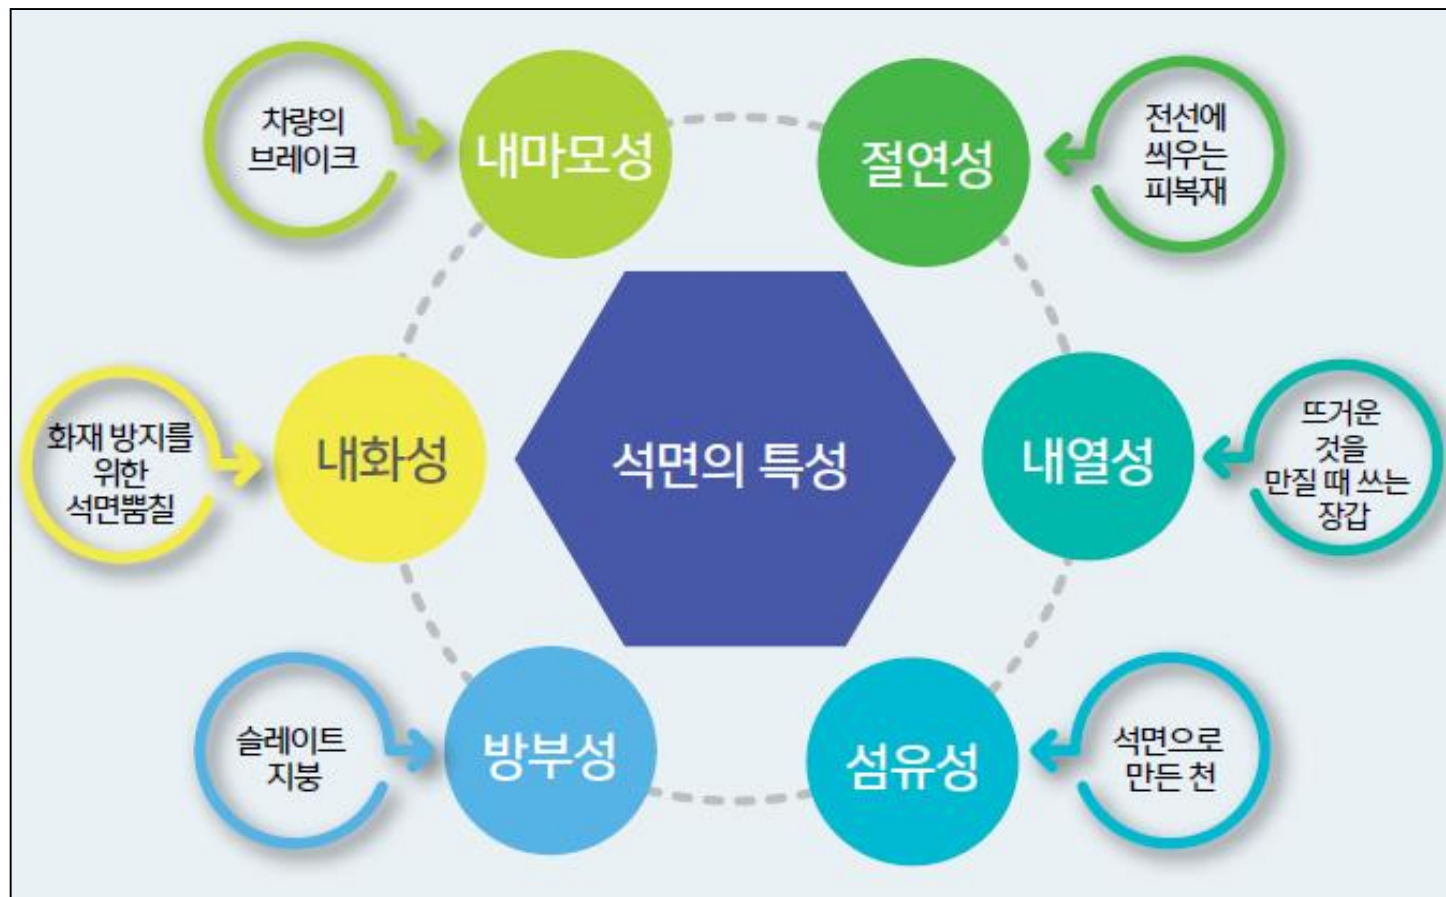 차량의
브레이크
내마모성
절연성
전선에
씌우는
피복재
화재 방지를
위한
석면뿜칠
내화성
석면의 특성
내열성
뜨거운
것을
만질 때 쓰는
장갑
슬레이트
지붕
방부성
섬유성
석면으로
만든 천